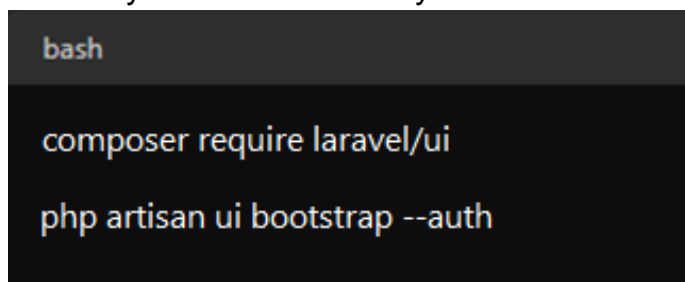 bash
composer require laravel/ui
php artisan ui bootstrap --auth